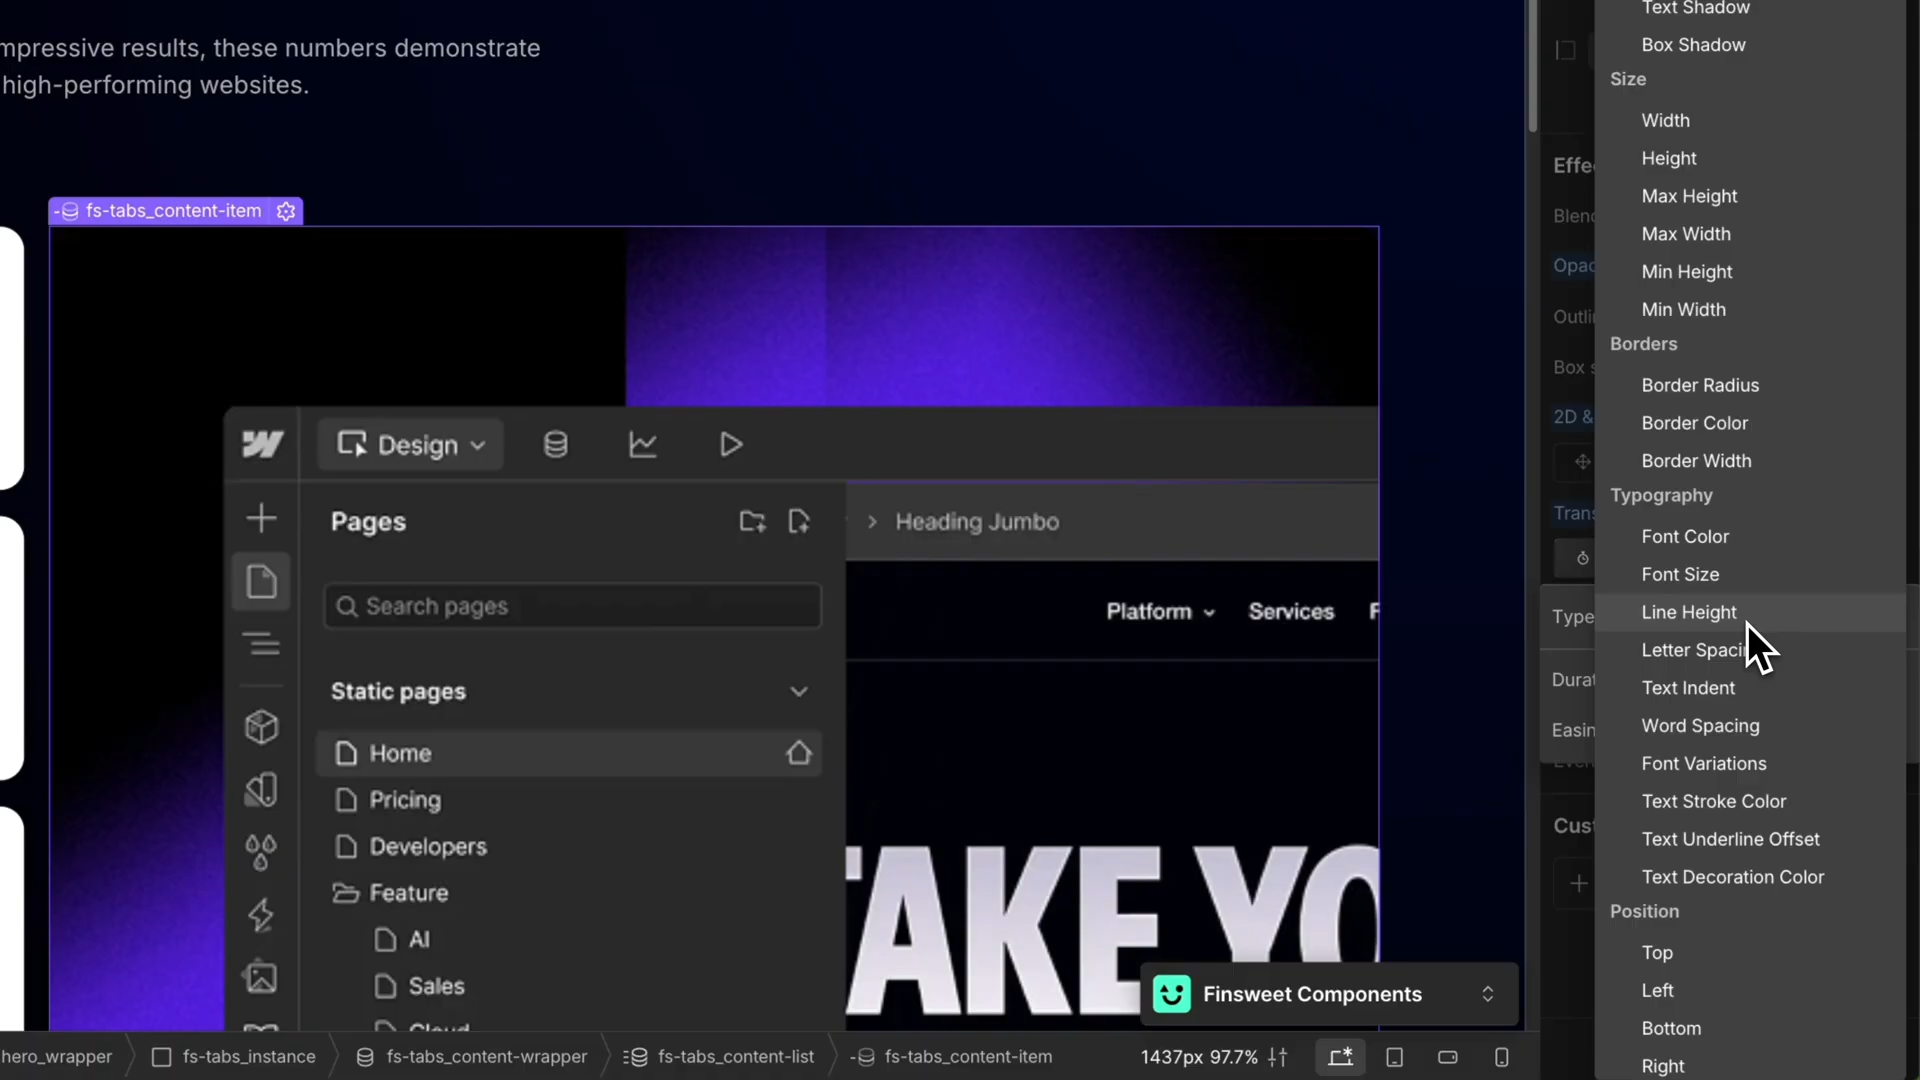 mpressive results, these numbers demonstrate
high-performing websites.
fs-tabs_content-item
Design
Pages
Heading Jumbo
Search pages
Platform
Services
F
Static pages
Home
Pricing
Developers
Feature
AI
Sales
TAKE YO
Finsweet Components
hero_wrapper
fs-tabs_instance
fs-tabs_content-wrapper
fs-tabs_content-list
fs-tabs_content-item
1437px 97.7%
Effe
Blend
Opac
Outli
Box s
2D &
Trans
Type
Durat
Easin
Cust
Text Shadow
Box Shadow
Size
Width
Height
Max Height
Max Width
Min Height
Min Width
Borders
Border Radius
Border Color
Border Width
Typography
Font Color
Font Size
Line Height
Letter Spacin
Text Indent
Word Spacing
Font Variations
Text Stroke Color
Text Underline Offset
Text Decoration Color
Position
Top
Left
Bottom
Right